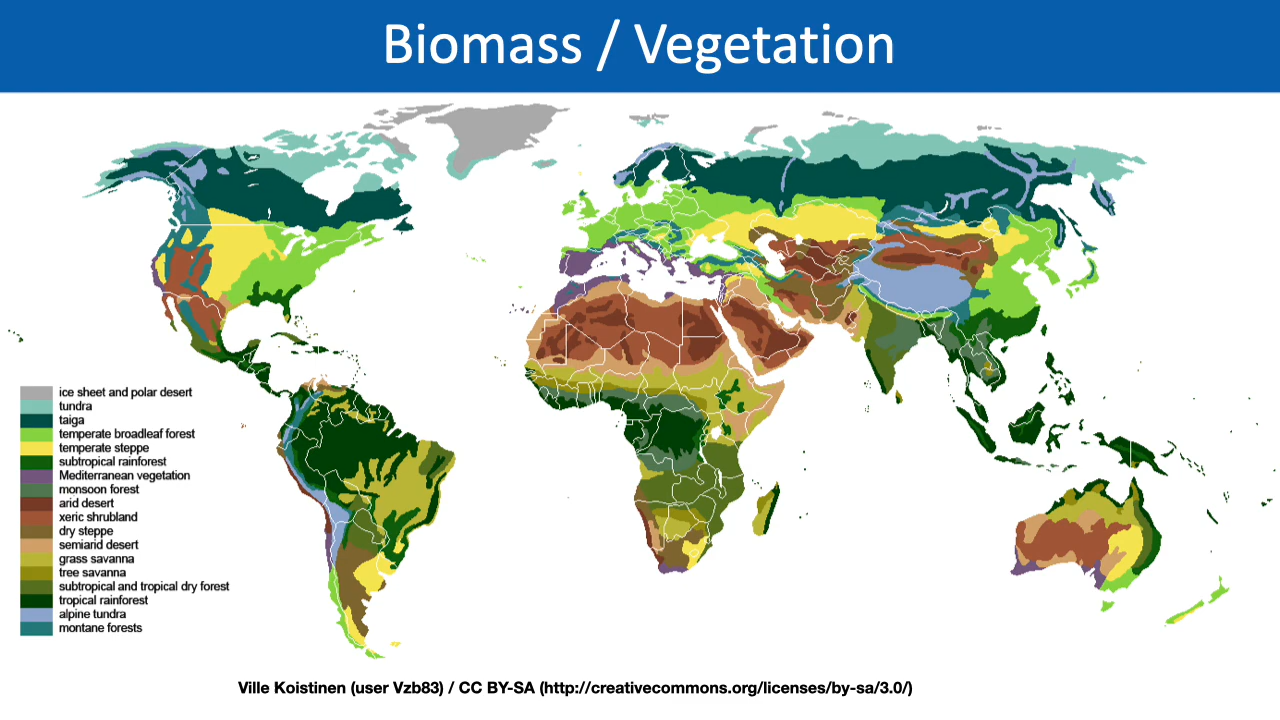 Biomass / Vegetation
ice sheet and polar desert
tundra
taiga
temperate broadleaf forest
temperate steppe
subtropical rainforest
Mediterranean vegetation
monsoon forest
arid desert
xeric shrubland
dry steppe
semiarid desert
grass savanna
tree savanna
subtropical and tropical dry forest
tropical rainforest
alpine tundra
montane forests
Ville Koistinen (user Vzb83) / CC BY-SA (http://creativecommons.org/licenses/by-sa/3.0/)